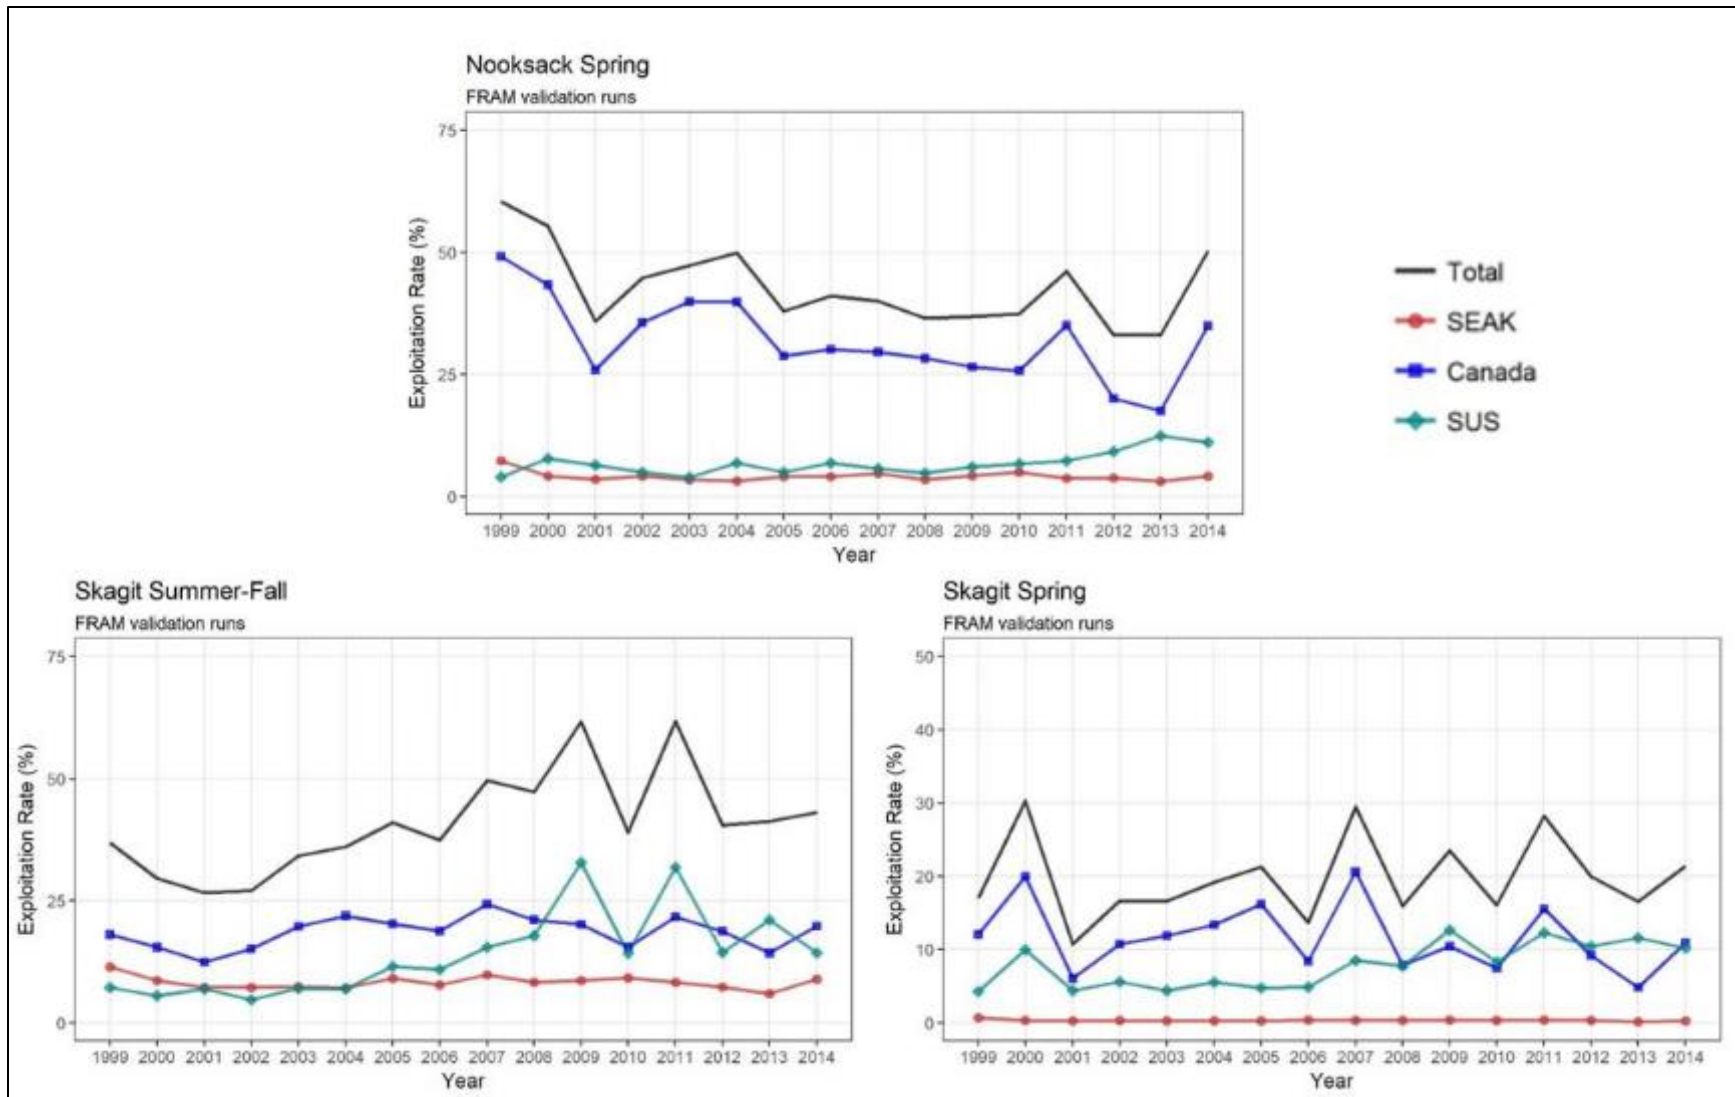 Nooksack Spring
FRAM validation runs
75
50
25
0
Exploitation Rate (%)
1999 2000 2001 2002 2003 2004 2005 2006 2007 2008 2009 2010 2011 2012 2013 2014
Year
Total
SEAK
Canada
SUS
Skagit Summer-Fall
FRAM validation runs
75
50
25
0
Exploitation Rate (%)
1999 2000 2001 2002 2003 2004 2005 2006 2007 2008 2009 2010 2011 2012 2013 2014
Year
Skagit Spring
FRAM validation runs
50
40
30
20
10
0
Exploitation Rate (%)
1999 2000 2001 2002 2003 2004 2005 2006 2007 2008 2009 2010 2011 2012 2013 2014
Year